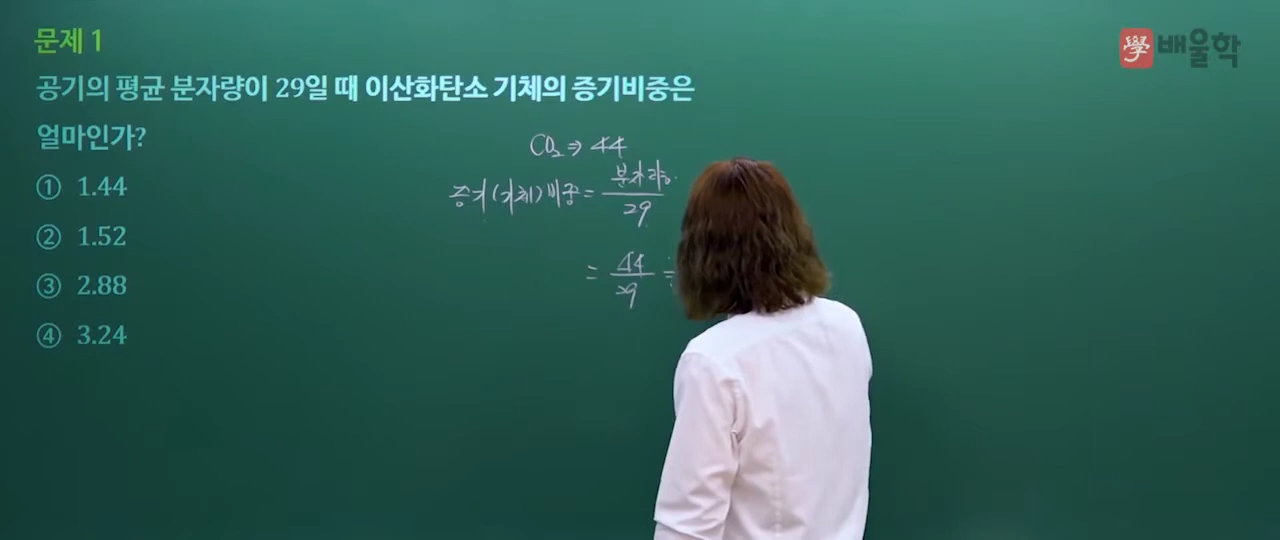 문제 1
學 배울학
공기의 평균 분자량이 29일 때 이산화탄소 기체의 증기비중은
얼마인가?
① 1.44
② 1.52
③ 2.88
④ 3.24
CO₂ ⇒ 44
증기(기체)비중 = 분자량 / 29
= 44 / 29 ≒